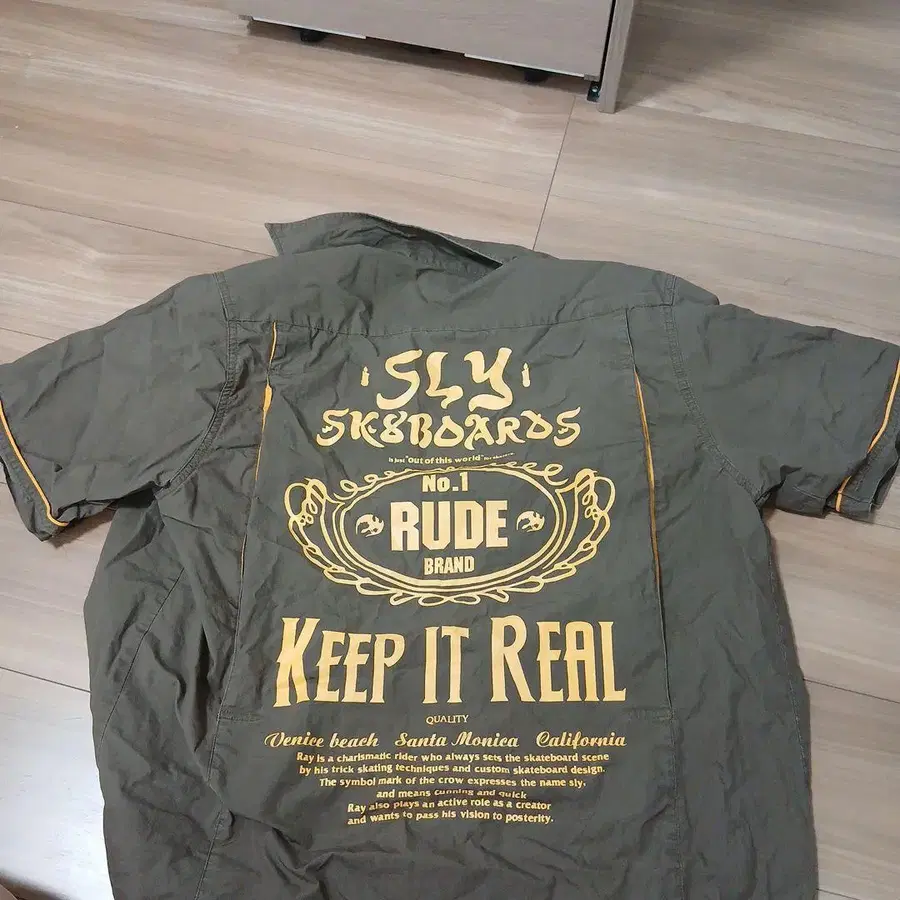 SLY
SK8BOARDS
is just "out of this world"
No.1
RUDE
BRAND
KEEP IT REAL
QUALITY
Venice beach Santa Monica California
Ray is a charismatic rider who always sets the skateboard scene
by his trick skating techniques and custom skateboard design.
The symbol mark of the crow expresses the name sly,
and means cunning and quick
Ray also plays an active role as a creator
and wants to pass his vision to posterity.